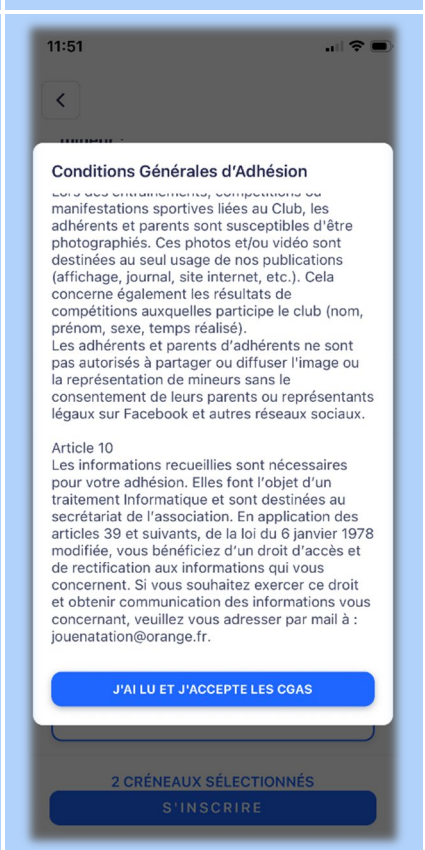 11:51
Conditions Générales d'Adhésion
Lors des entraînements, compétitions ou
manifestations sportives liées au Club, les
adhérents et parents sont susceptibles d'être
photographiés. Ces photos et/ou vidéo sont
destinées au seul usage de nos publications
(affichage, journal, site internet, etc.). Cela
concerne également les résultats de
compétitions auxquelles participe le club (nom,
prénom, sexe, temps réalisé).
Les adhérents et parents d'adhérents ne sont
pas autorisés à partager ou diffuser l'image ou
la représentation de mineurs sans le
consentement de leurs parents ou représentants
légaux sur Facebook et autres réseaux sociaux.
Article 10
Les informations recueillies sont nécessaires
pour votre adhésion. Elles font l'objet d'un
traitement Informatique et sont destinées au
secrétariat de l'association. En application des
articles 39 et suivants, de la loi du 6 janvier 1978
modifiée, vous bénéficiez d'un droit d'accès et
de rectification aux informations qui vous
concernent. Si vous souhaitez exercer ce droit
et obtenir communication des informations vous
concernant, veuillez vous adresser par mail à :
jouenatation@orange.fr.
J'AI LU ET J'ACCEPTE LES CGAS
2 CRÉNEAUX SÉLECTIONNÉS
S'INSCRIRE